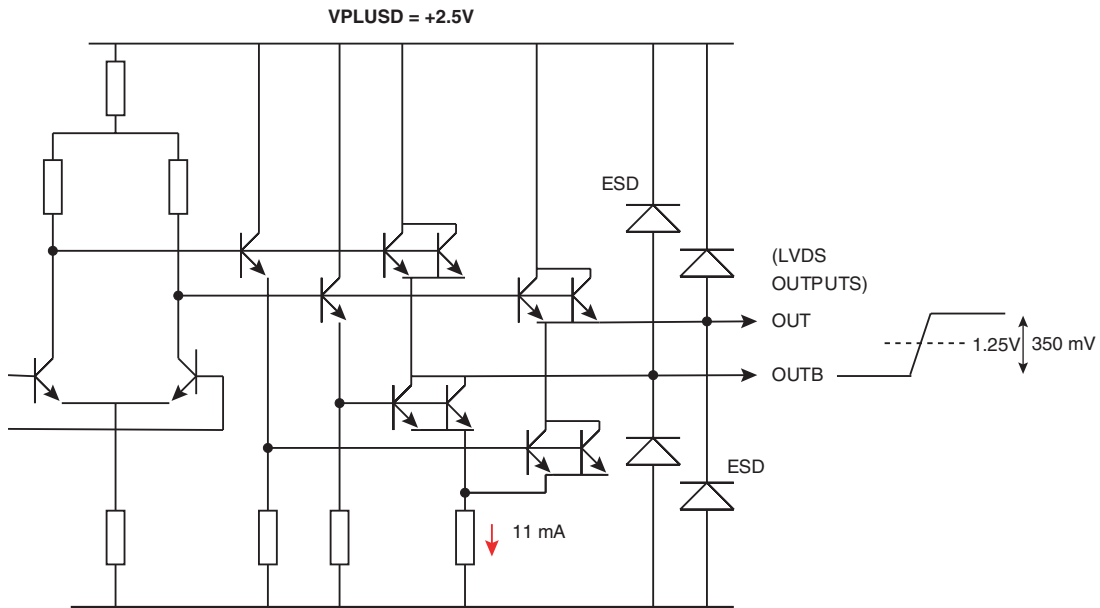 VPLUSD = +2.5V
ESD
(LVDS
OUTPUTS)
OUT
1.25V
350 mV
OUTB
ESD
11 mA